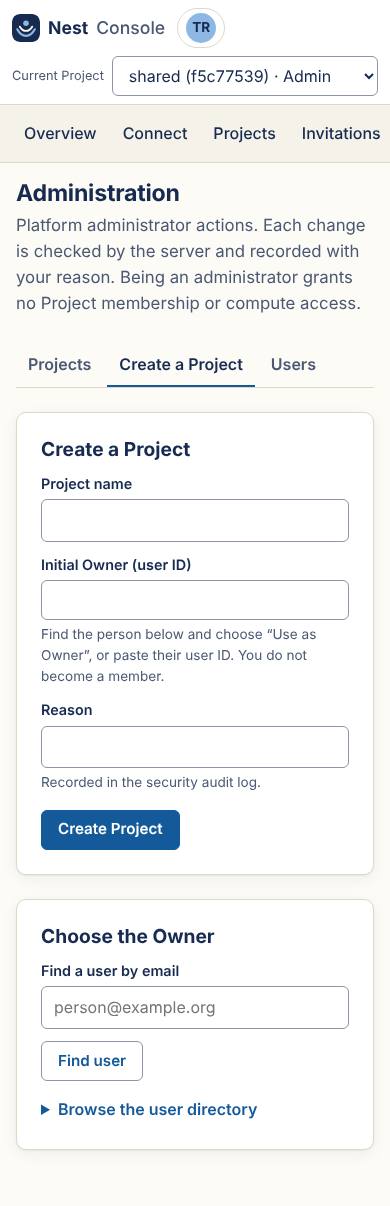 Nest Console TR
Current Project shared (f5c77539) · Admin
Overview Connect Projects Invitations
Administration
Platform administrator actions. Each change
is checked by the server and recorded with
your reason. Being an administrator grants
no Project membership or compute access.
Projects Create a Project Users
Create a Project
Project name
Initial Owner (user ID)
Find the person below and choose “Use as
Owner”, or paste their user ID. You do not
become a member.
Reason
Recorded in the security audit log.
Create Project
Choose the Owner
Find a user by email
person@example.org
Find user
Browse the user directory